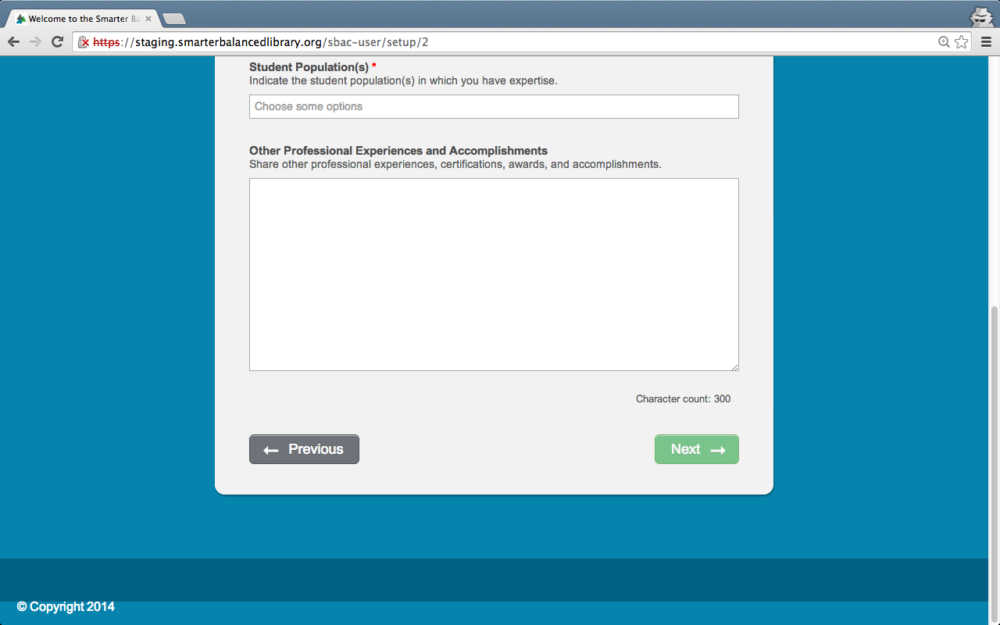 Welcome to the Smarter Ba
https://staging.smarterbalancedlibrary.org/sbac-user/setup/2
Student Population(s) *
Indicate the student population(s) in which you have expertise.
Choose some options
Other Professional Experiences and Accomplishments
Share other professional experiences, certifications, awards, and accomplishments.
Character count: 300
Previous
Next
© Copyright 2014